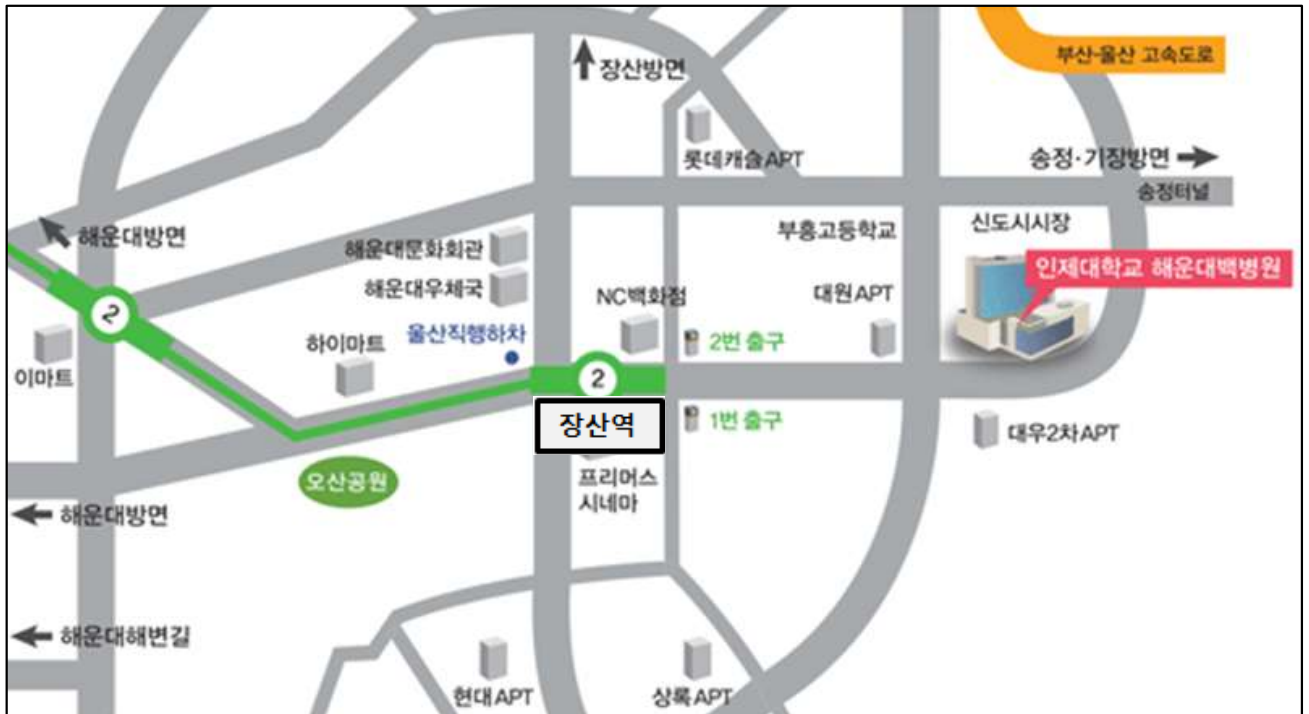 부산-울산 고속도로
장산방면
롯데캐슬APT
송정·기장방면
송정터널
해운대방면
해운대문화회관
부흥고등학교
신도시시장
인제대학교 해운대백병원
해운대우체국
NC백화점
대원APT
2
하이마트
울산직행하차
2번 출구
이마트
2
장산역
1번 출구
대우2차APT
오산공원
프리머스
시네마
해운대방면
해운대해변길
현대APT
상록APT